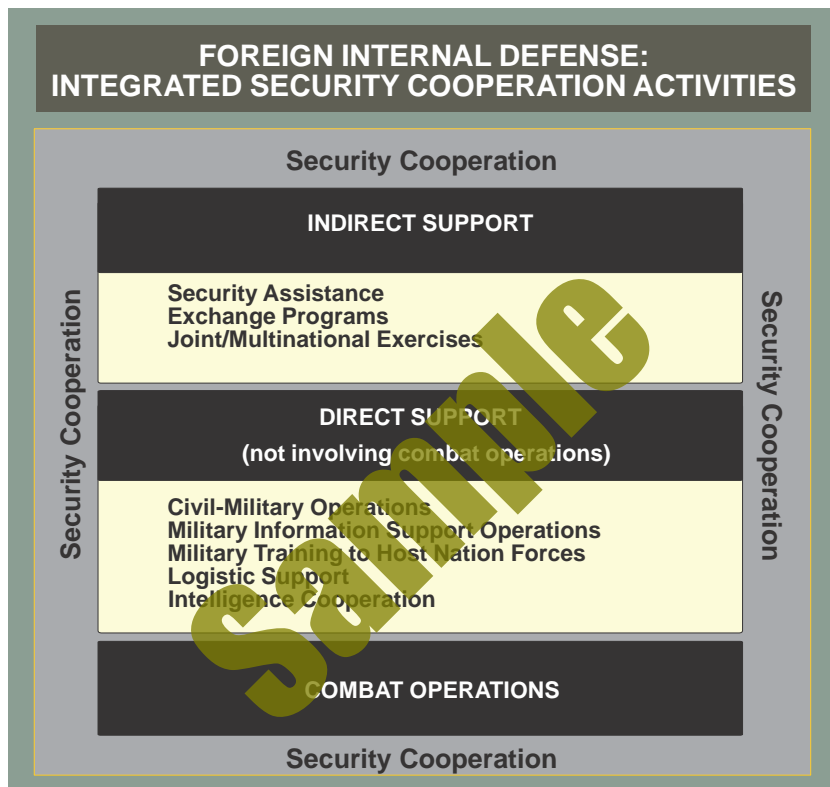 FOREIGN INTERNAL DEFENSE:
INTEGRATED SECURITY COOPERATION ACTIVITIES
Security Cooperation
INDIRECT SUPPORT
Security Assistance
Exchange Programs
Joint/Multinational Exercises
Security Cooperation
Security Cooperation
DIRECT SUPPORT
(not involving combat operations)
Civil-Military Operations
Military Information Support Operations
Military Training to Host Nation Forces
Logistic Support
Intelligence Cooperation
COMBAT OPERATIONS
Security Cooperation
Sample